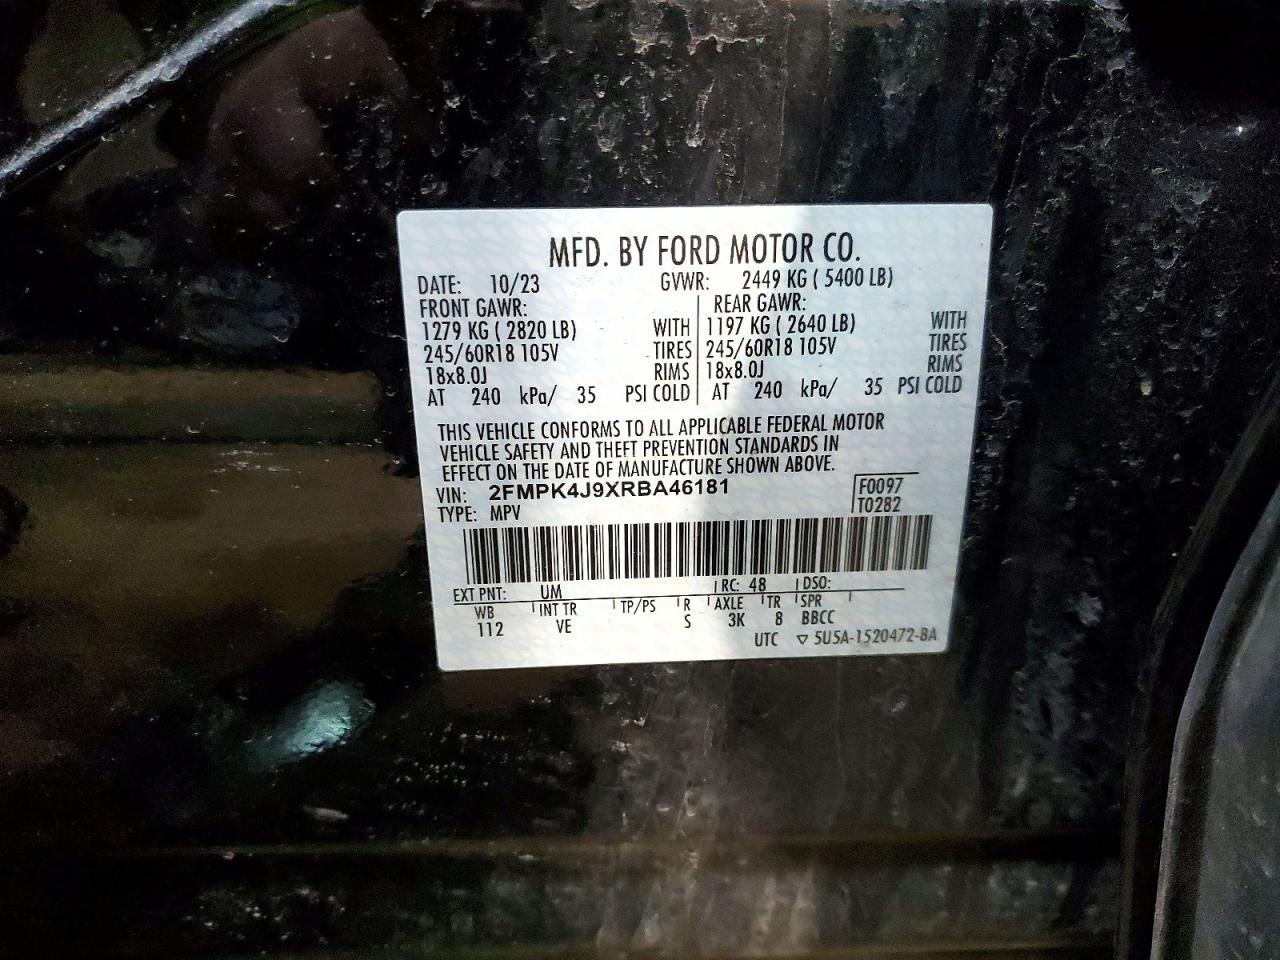 MFD. BY FORD MOTOR CO.
DATE: 10/23 GVWR: 2449 KG ( 5400 LB)
FRONT GAWR: REAR GAWR:
1279 KG ( 2820 LB) WITH 1197 KG ( 2640 LB) WITH
245/60R18 105V TIRES 245/60R18 105V TIRES
18x8.0J RIMS 18x8.0J RIMS
AT 240 kPa/ 35 PSI COLD AT 240 kPa/ 35 PSI COLD
THIS VEHICLE CONFORMS TO ALL APPLICABLE FEDERAL MOTOR
VEHICLE SAFETY AND THEFT PREVENTION STANDARDS IN
EFFECT ON THE DATE OF MANUFACTURE SHOWN ABOVE.
VIN: 2FMPK4J9XRBA46181 F0097
TYPE: MPV T0282
EXT PNT: UM RC: 48 DSO:
WB INT TR TP/PS R AXLE TR SPR
112 VE S 3K 8 BBCC
UTC ▽ 5U5A-1520472-BA